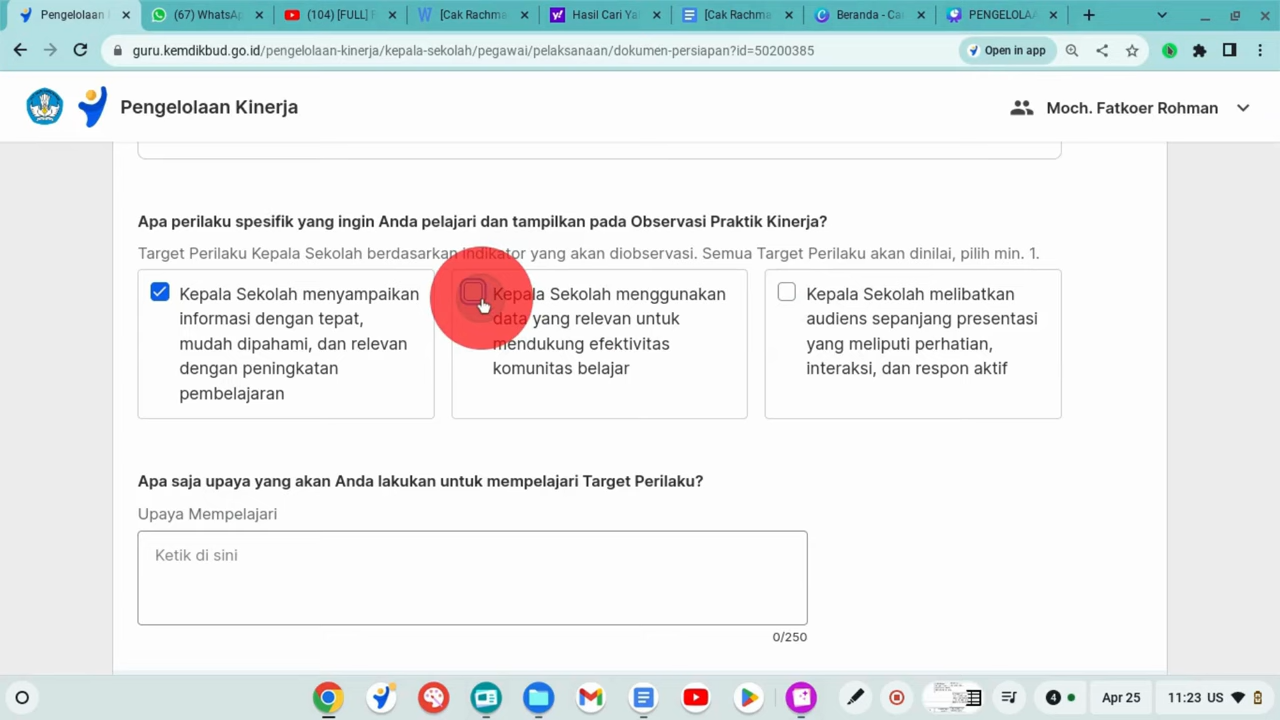 Pengelolaan
(67) WhatsAp
(104) [FULL]
[Cak Rachma
Hasil Cari Ya
[Cak Rachma
Beranda - Ca
PENGELOLAA
guru.kemdikbud.go.id/pengelolaan-kinerja/kepala-sekolah/pegawai/pelaksanaan/dokumen-persiapan?id=50200385
Open in app
Pengelolaan Kinerja
Moch. Fatkoer Rohman
Apa perilaku spesifik yang ingin Anda pelajari dan tampilkan pada Observasi Praktik Kinerja?
Target Perilaku Kepala Sekolah berdasarkan indikator yang akan diobservasi. Semua Target Perilaku akan dinilai, pilih min. 1.
Kepala Sekolah menyampaikan
informasi dengan tepat,
mudah dipahami, dan relevan
dengan peningkatan
pembelajaran
Kepala Sekolah menggunakan
data yang relevan untuk
mendukung efektivitas
komunitas belajar
Kepala Sekolah melibatkan
audiens sepanjang presentasi
yang meliputi perhatian,
interaksi, dan respon aktif
Apa saja upaya yang akan Anda lakukan untuk mempelajari Target Perilaku?
Upaya Mempelajari
Ketik di sini
0/250
4
Apr 25
11:23 US